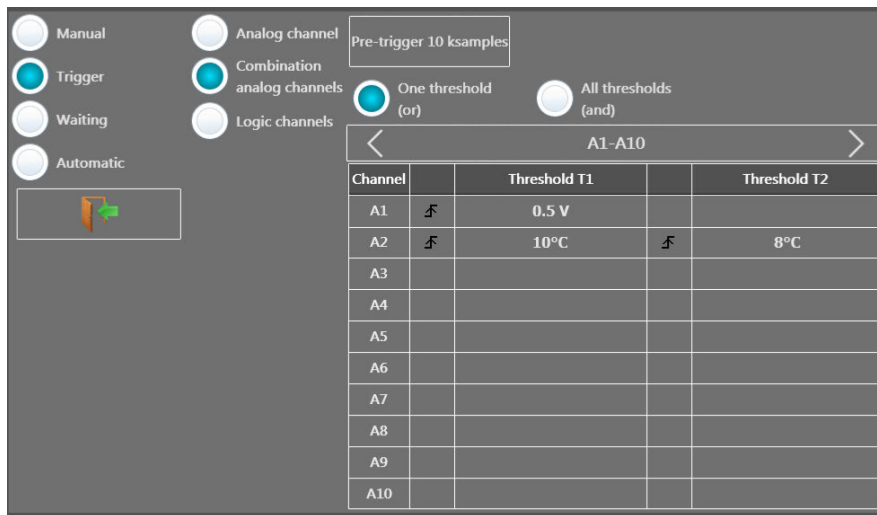 Manual
Trigger
Waiting
Automatic
Analog channel
Combination
analog channels
Logic channels
Pre-trigger 10 ksamples
One threshold
(or)
All thresholds
(and)
A1-A10
Channel Threshold T1 Threshold T2
A1 0.5 V
A2 10°C 8°C
A3
A4
A5
A6
A7
A8
A9
A10